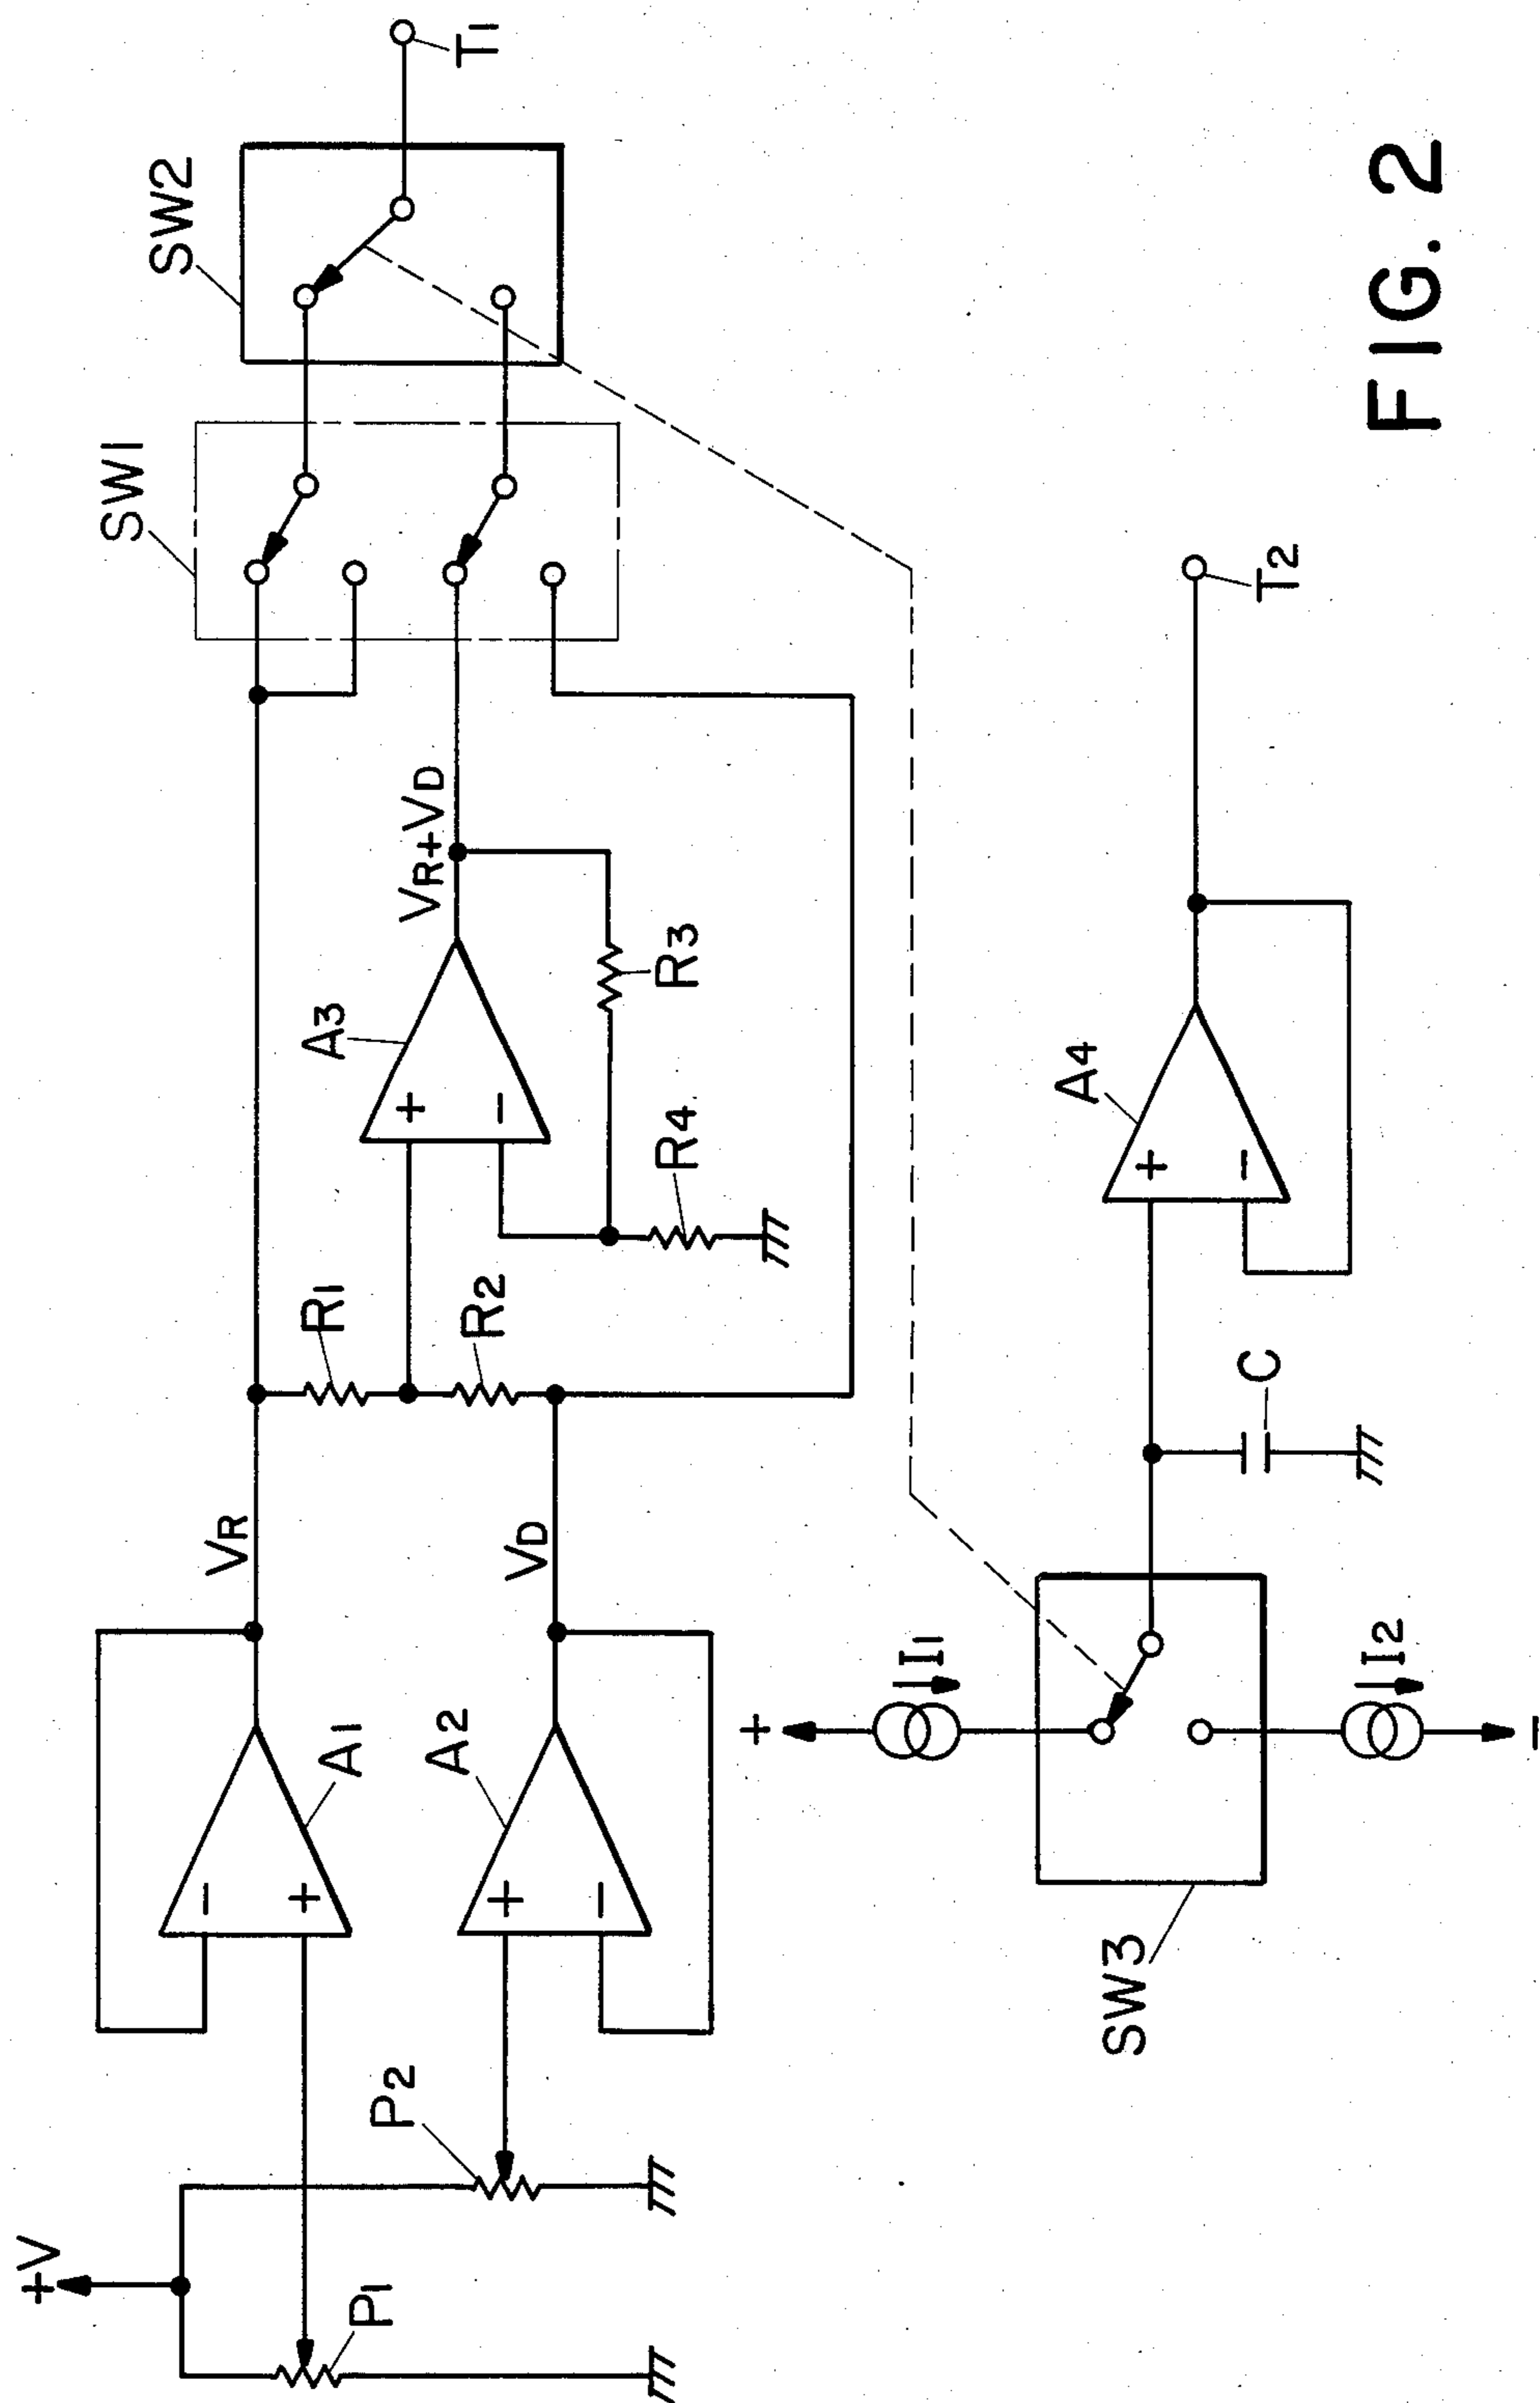 +V
P1
P2
A1
A2
VR
VD
R1
R2
A3
R4
R3
VR+VD
SW1
SW2
T1
+
I1
I2
-
SW3
C
A4
T2
+
-
+
-
+
-
+
-
FIG. 2